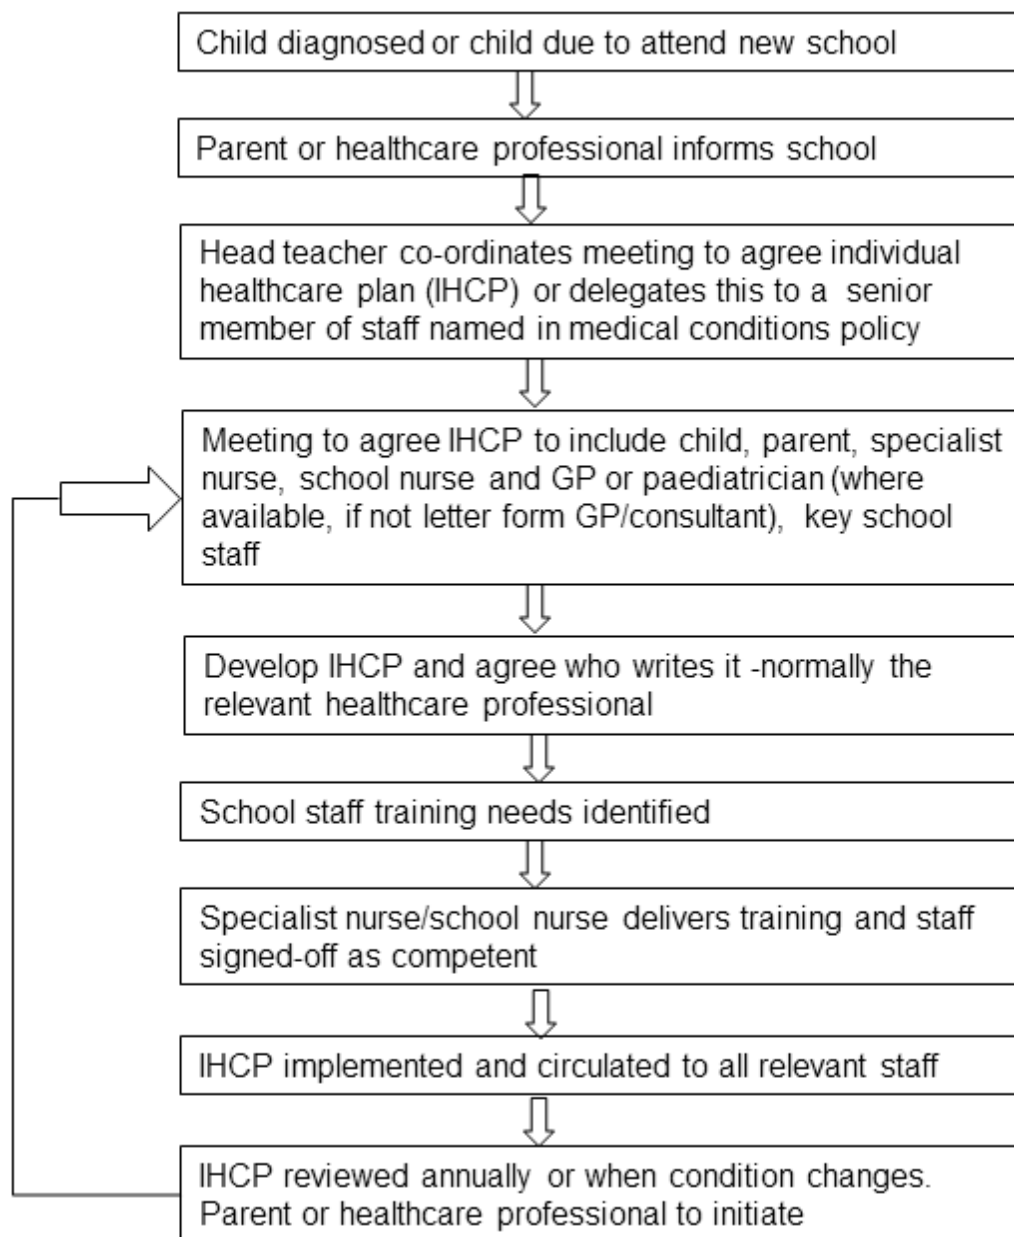 Child diagnosed or child due to attend new school
Parent or healthcare professional informs school
Head teacher co-ordinates meeting to agree individual
healthcare plan (IHCP) or delegates this to a senior
member of staff named in medical conditions policy
Meeting to agree IHCP to include child, parent, specialist
nurse, school nurse and GP or paediatrician (where
available, if not letter form GP/consultant), key school
staff
Develop IHCP and agree who writes it -normally the
relevant healthcare professional
School staff training needs identified
Specialist nurse/school nurse delivers training and staff
signed-off as competent
IHCP implemented and circulated to all relevant staff
IHCP reviewed annually or when condition changes.
Parent or healthcare professional to initiate